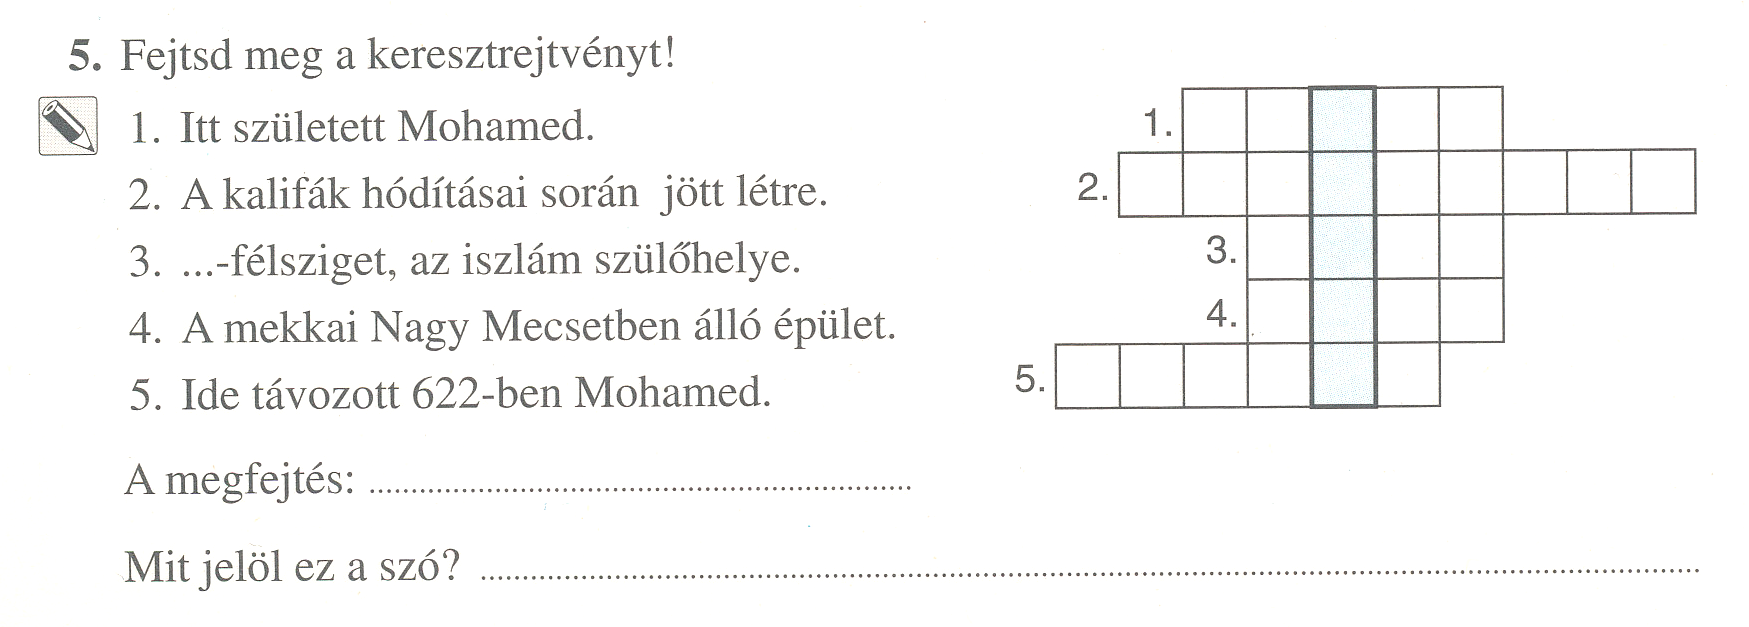 5. Fejtsd meg a keresztrejtvényt!
1. Itt született Mohamed.
2. A kalifák hódításai során jött létre.
3. ...-félsziget, az iszlám szülőhelye.
4. A mekkai Nagy Mecsetben álló épület.
5. Ide távozott 622-ben Mohamed.
A megfejtés: ....................................................
Mit jelöl ez a szó? ....................................................
1.
2.
3.
4.
5.